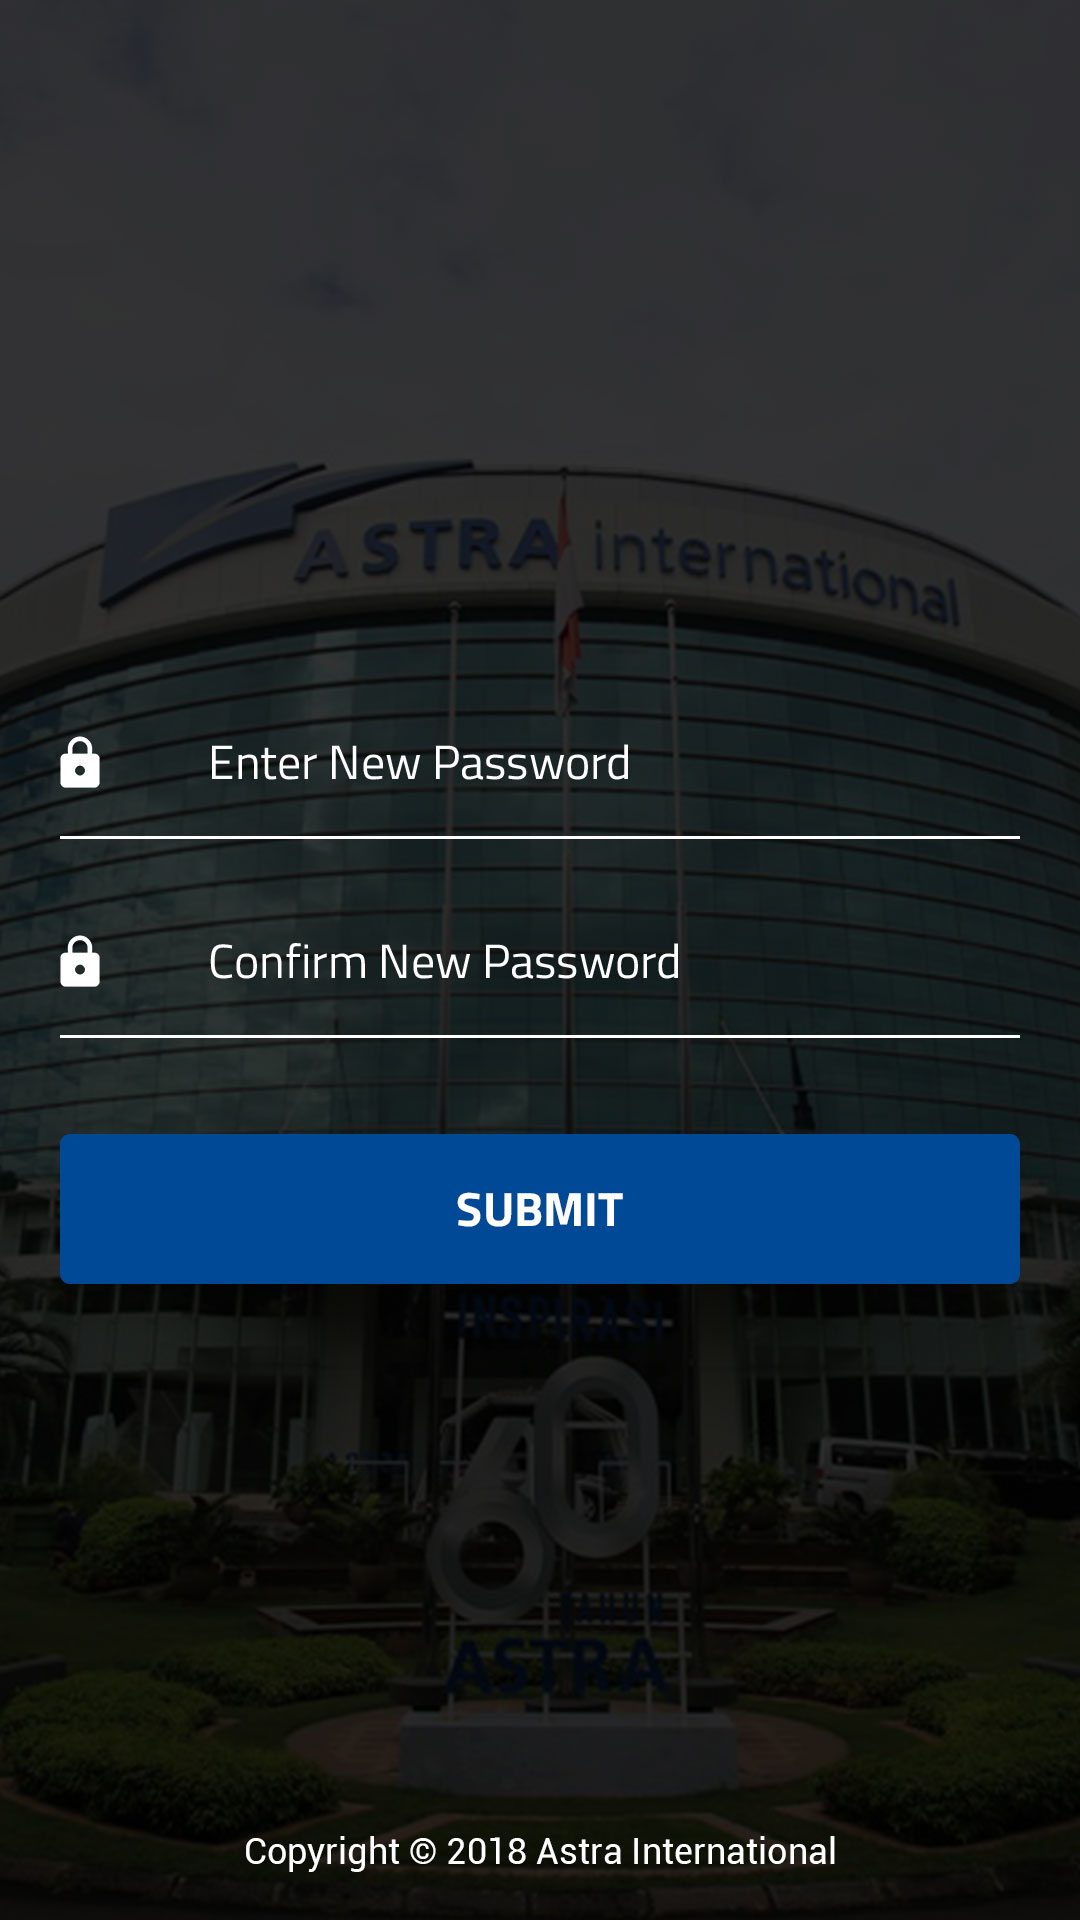 ASTRA international
Enter New Password
Confirm New Password
SUBMIT
INSPIRASI
60
TAHUN
ASTRA
Copyright © 2018 Astra International